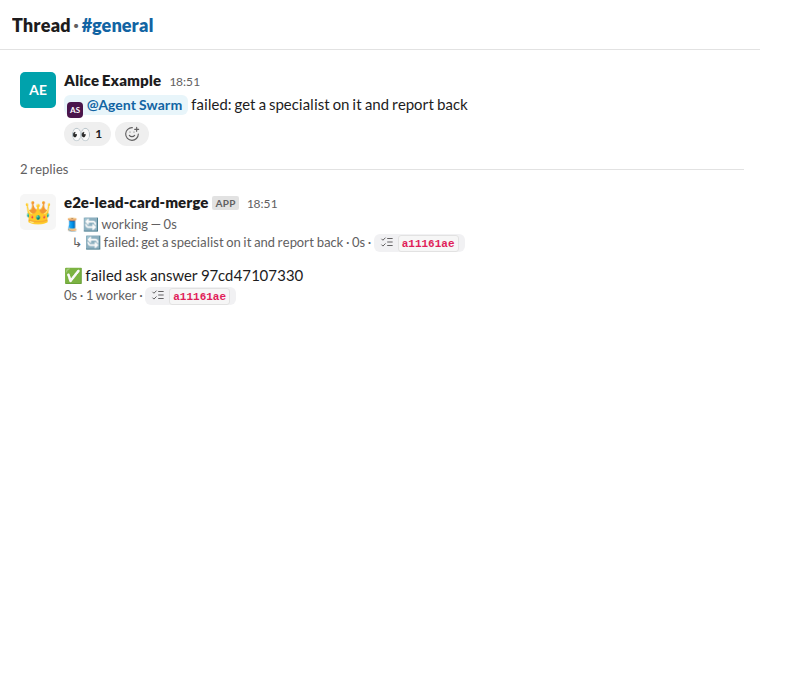 Thread · #general
AE
Alice Example 18:51
AS @Agent Swarm failed: get a specialist on it and report back
👀 1
2 replies
e2e-lead-card-merge APP 18:51
🧵 🔄 working — 0s
↳ 🔄 failed: get a specialist on it and report back · 0s · a11161ae
✅ failed ask answer 97cd47107330
0s · 1 worker · a11161ae